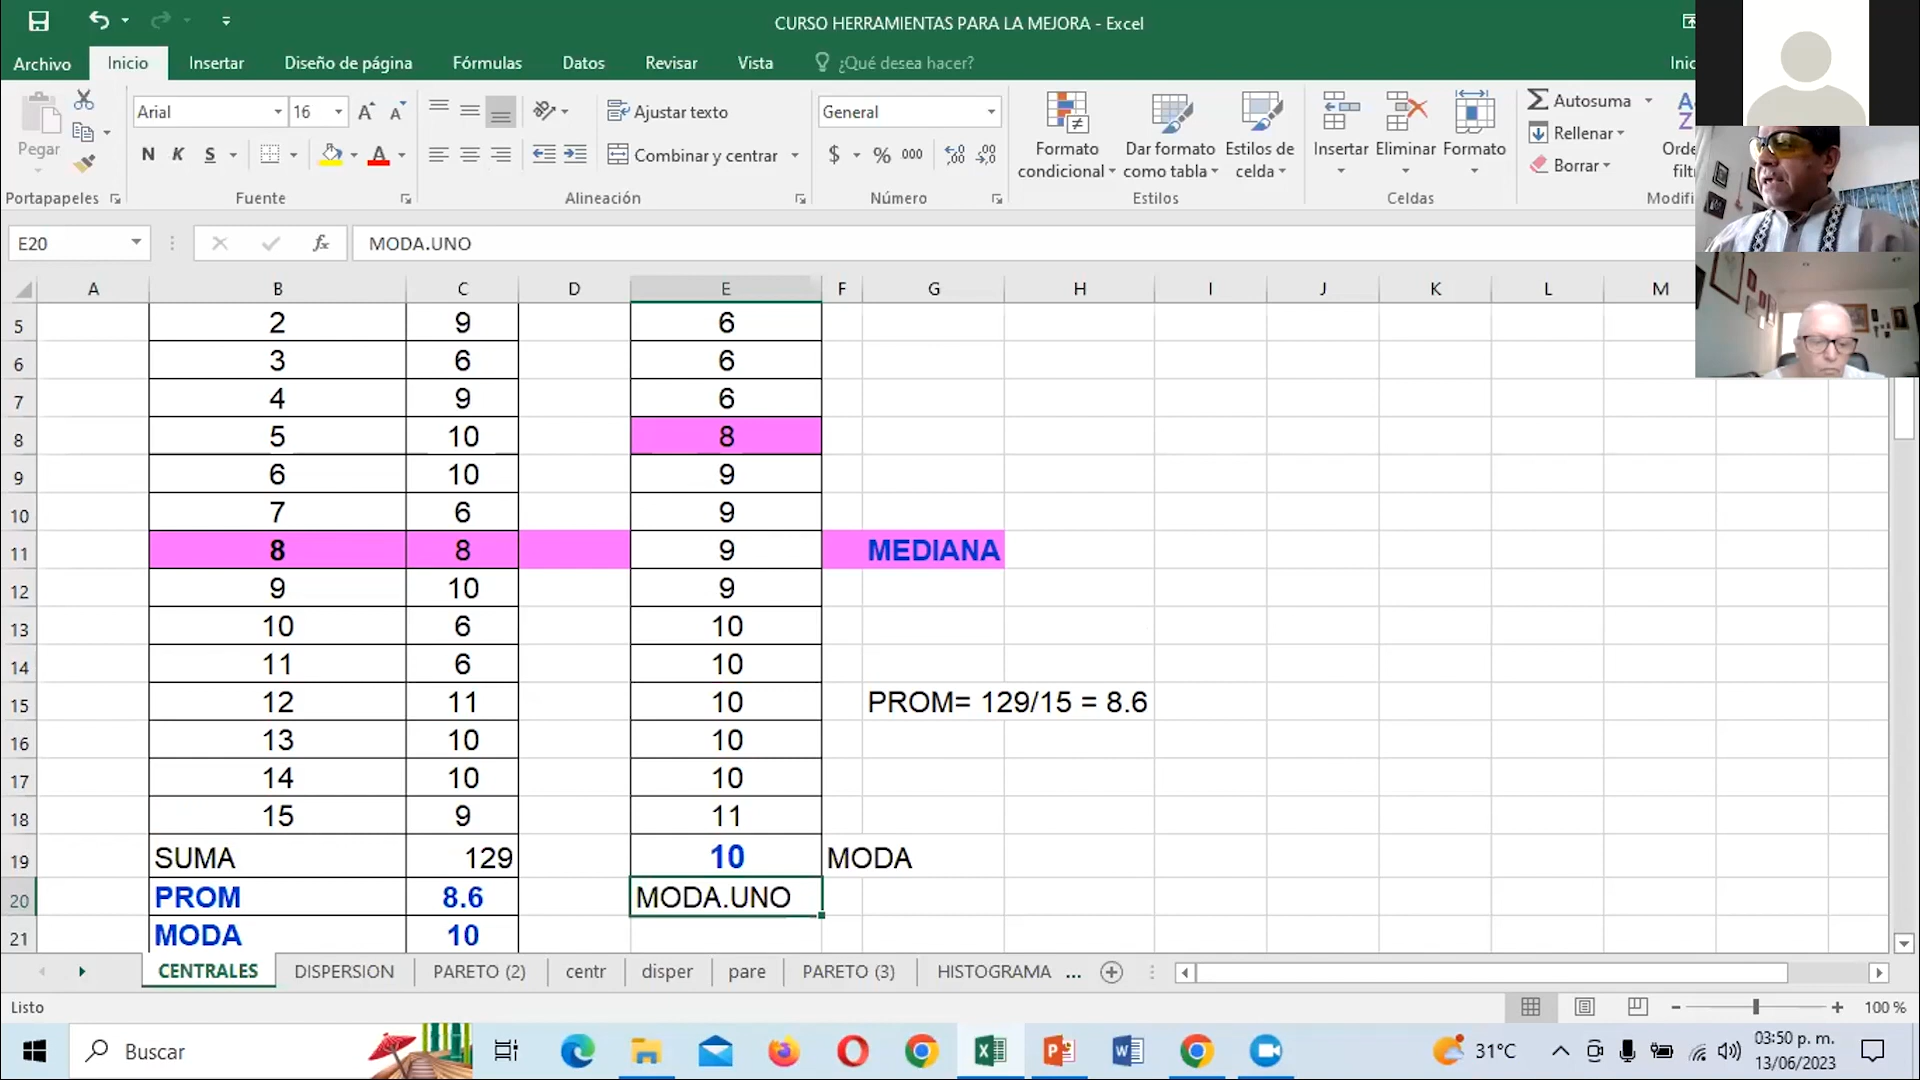 CURSO HERRAMIENTAS PARA LA MEJORA - Excel
Archivo Inicio Insertar Diseño de página Fórmulas Datos Revisar Vista ¿Qué desea hacer? Inic
Pegar
Portapapeles
Arial 16
N K S
Fuente
Ajustar texto
Combinar y centrar
Alineación
General
$ % 000
Número
Formato condicional
Dar formato como tabla
Estilos de celda
Estilos
Insertar Eliminar Formato
Celdas
Autosuma
Rellenar
Borrar
Orde
filt
Modifi
E20 fx MODA.UNO
A B C D E F G H I J K L M
5 2 9 6
6 3 6 6
7 4 9 6
8 5 10 8
9 6 10 9
10 7 6 9
11 8 8 9 MEDIANA
12 9 10 9
13 10 6 10
14 11 6 10
15 12 11 10 PROM= 129/15 = 8.6
16 13 10 10
17 14 10 10
18 15 9 11
19 SUMA 129 10 MODA
20 PROM 8.6 MODA.UNO
21 MODA 10
CENTRALES DISPERSION PARETO (2) centr disper pare PARETO (3) HISTOGRAMA ...
Listo 100 %
Buscar 31°C 03:50 p. m.
13/06/2023